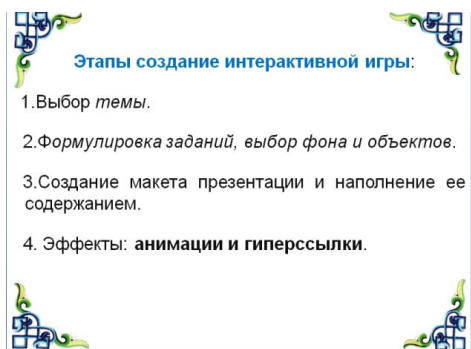 Этапы создание интерактивной игры:
1.Выбор темы.
2.Формулировка заданий, выбор фона и объектов.
3.Создание макета презентации и наполнение ее
содержанием.
4. Эффекты: анимации и гиперссылки.